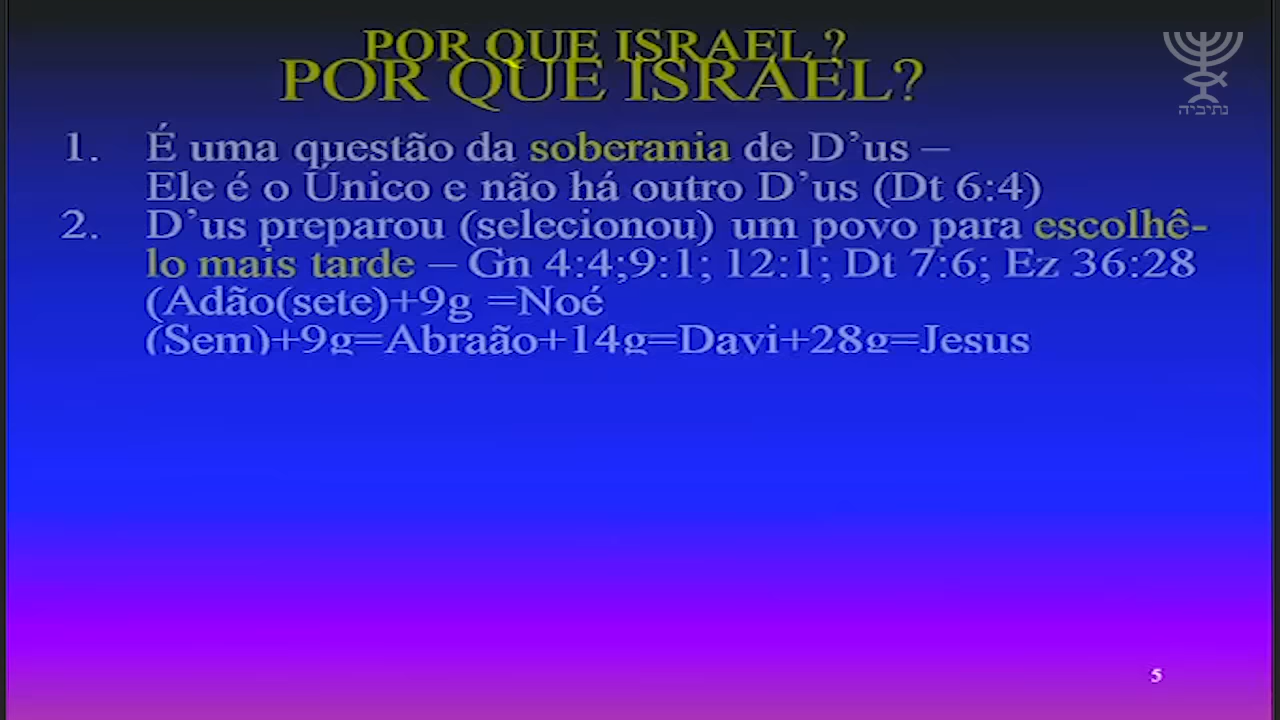 POR QUE ISRAEL ?
POR QUE ISRAEL?
נתיביה
1. É uma questão da soberania de D’us –
Ele é o Único e não há outro D’us (Dt 6:4)
2. D’us preparou (selecionou) um povo para escolhê-
lo mais tarde – Gn 4:4;9:1; 12:1; Dt 7:6; Ez 36:28
(Adão(sete)+9g =Noé
(Sem)+9g=Abraão+14g=Davi+28g=Jesus
5